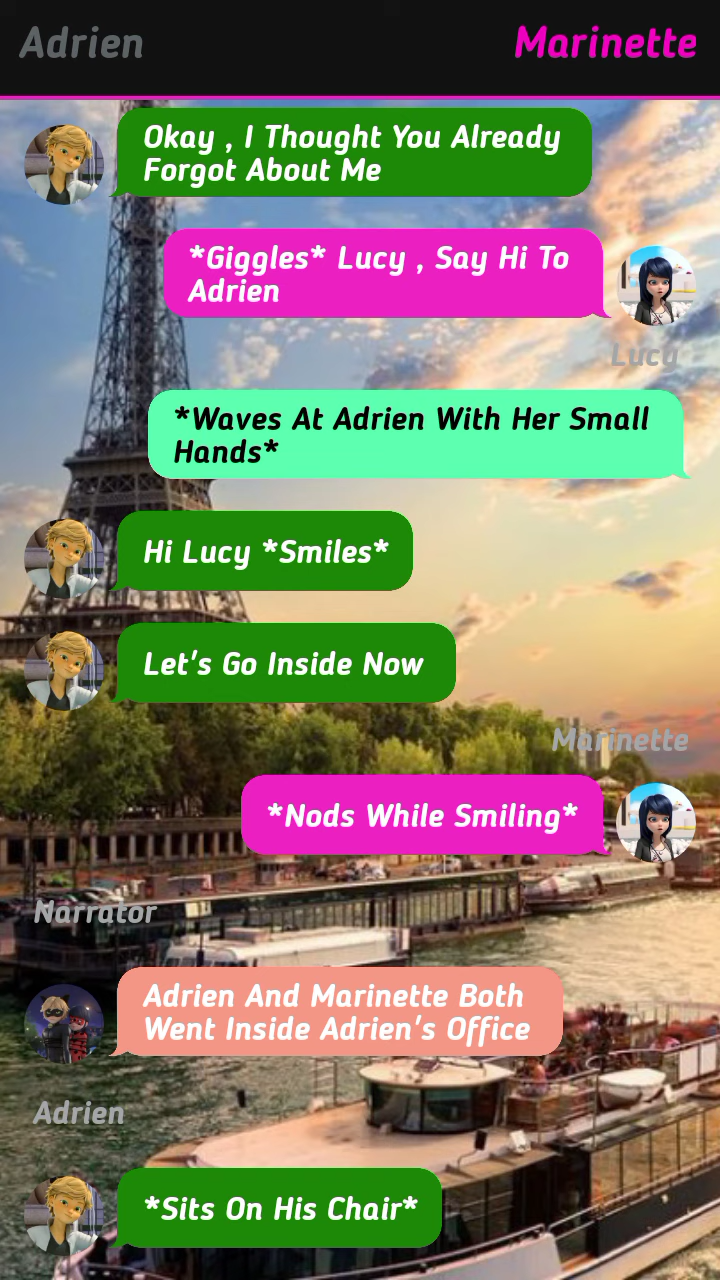 Adrien
Marinette
Okay , I Thought You Already
Forgot About Me
*Giggles* Lucy , Say Hi To
Adrien
Lucy
*Waves At Adrien With Her Small
Hands*
Hi Lucy *Smiles*
Let's Go Inside Now
Marinette
*Nods While Smiling*
Narrator
Adrien And Marinette Both
Went Inside Adrien's Office
Adrien
*Sits On His Chair*